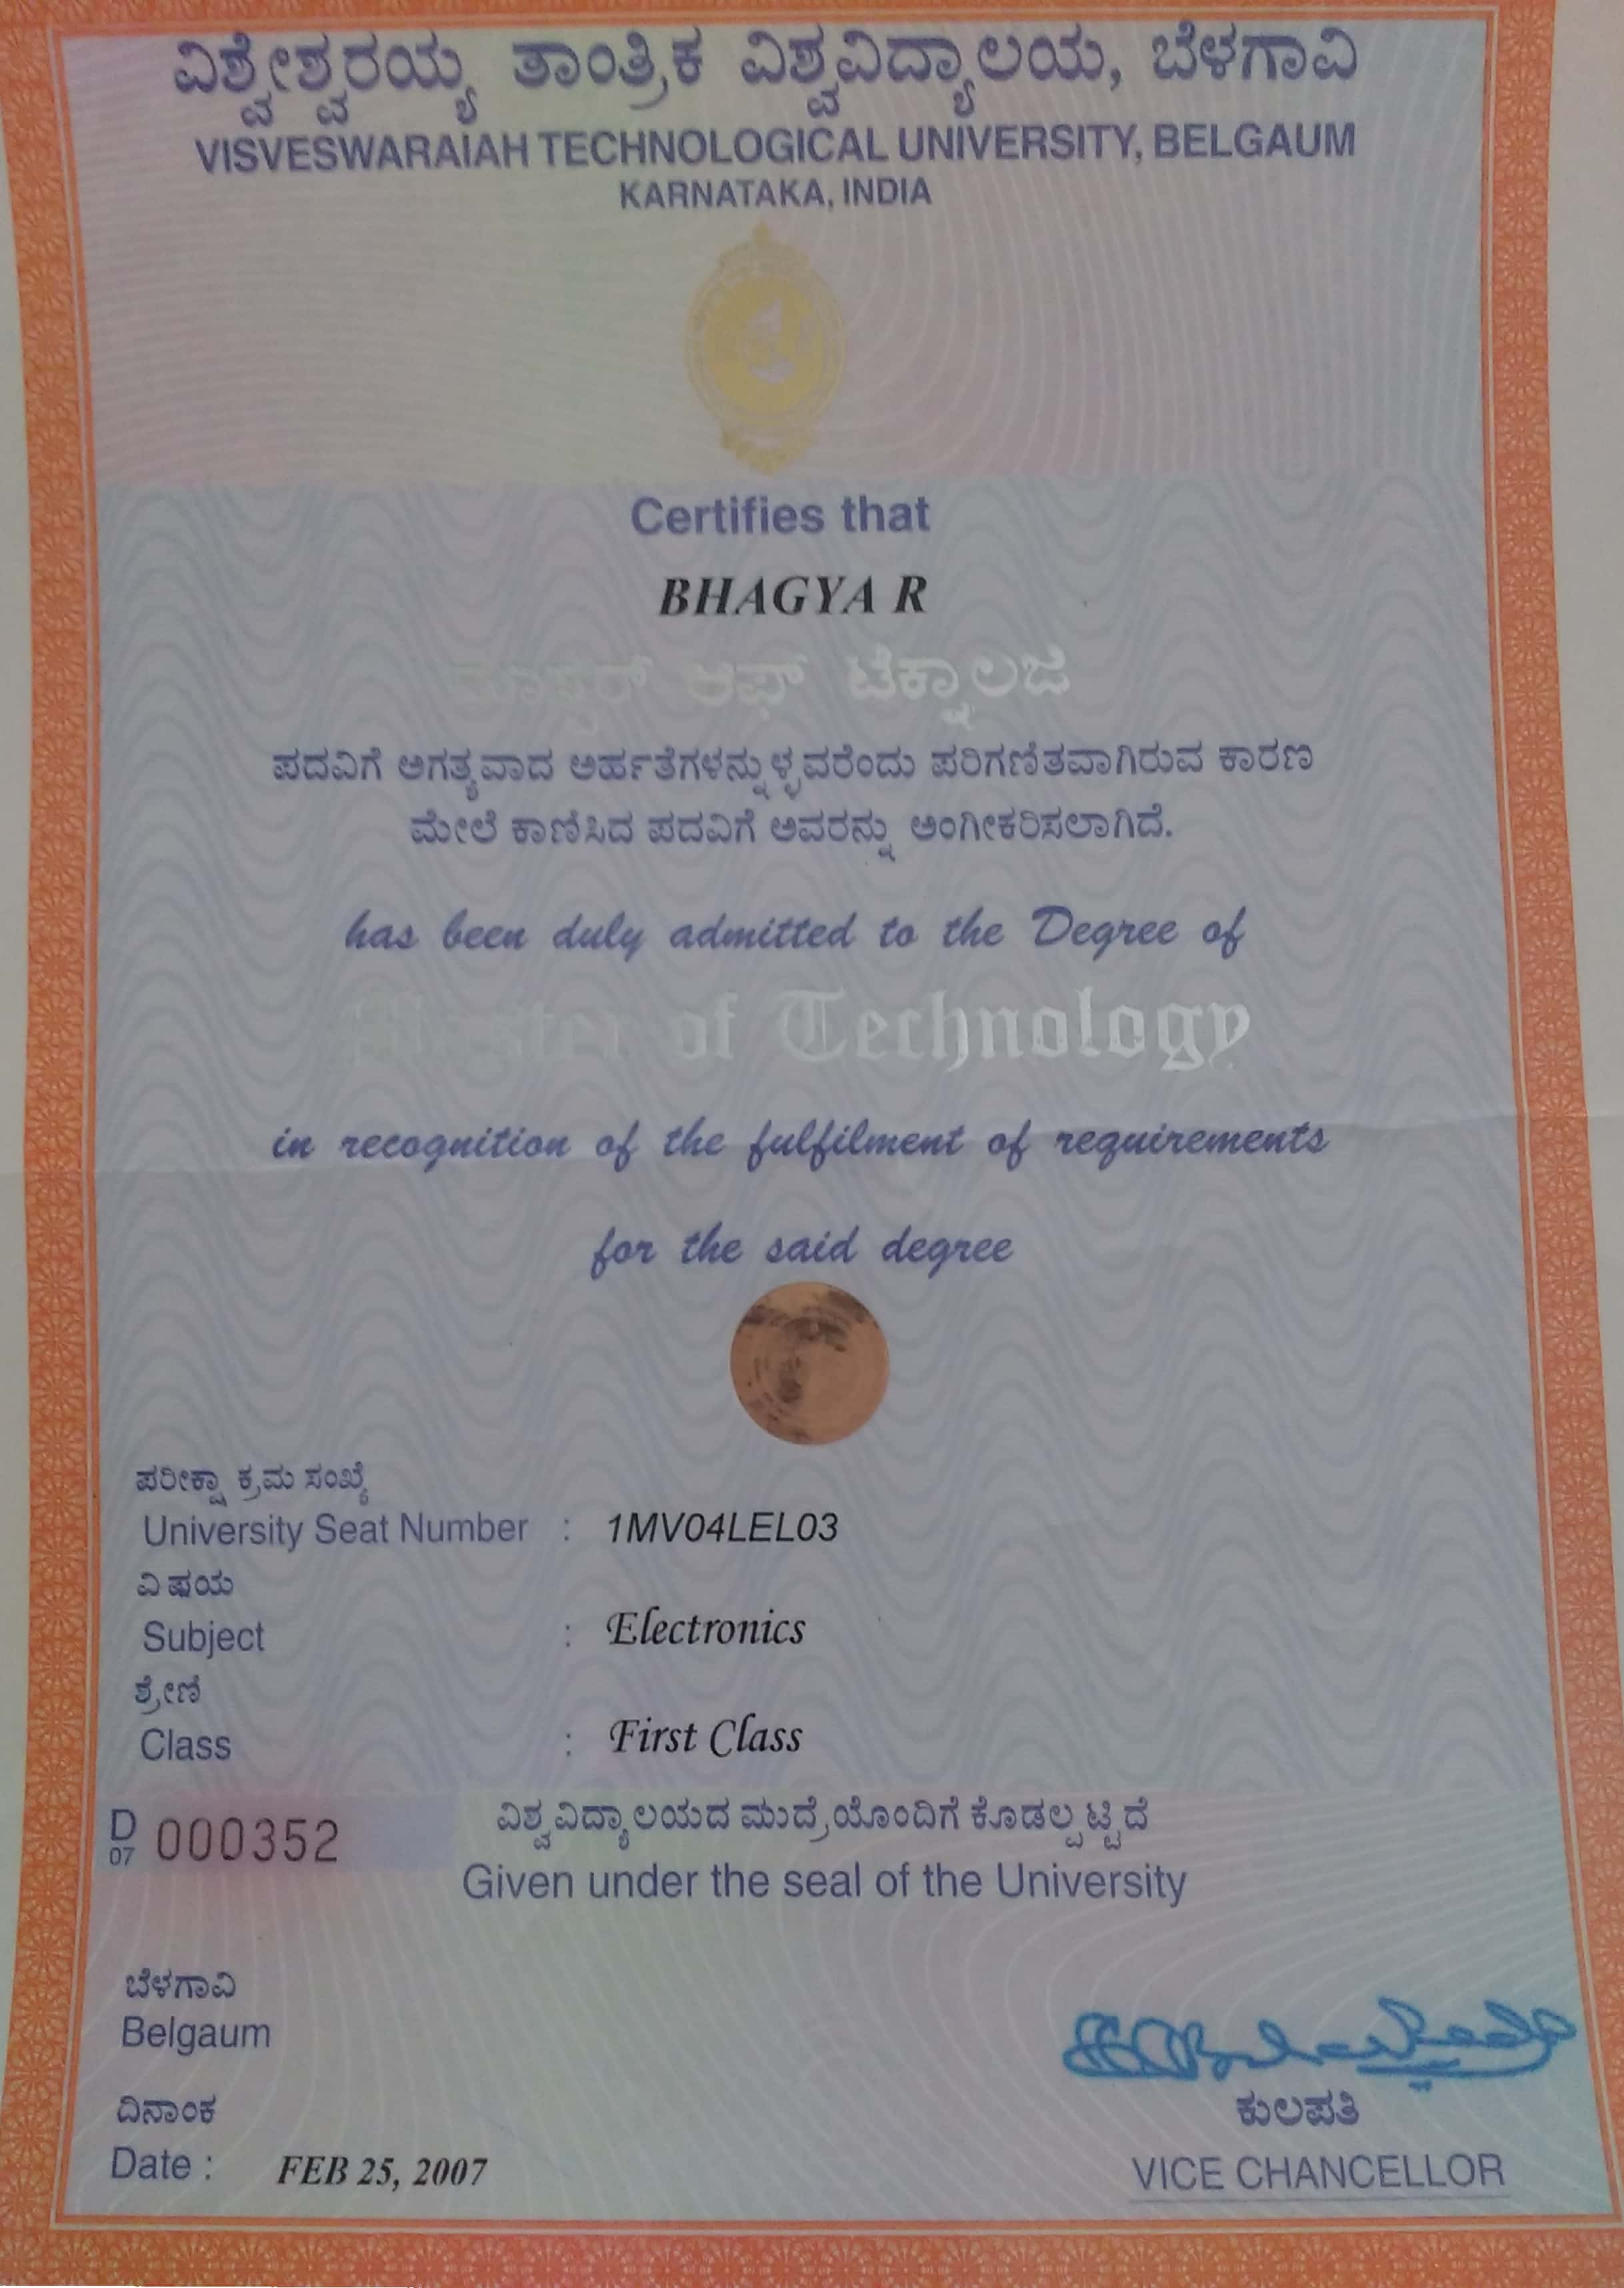 ವಿಶ್ವೇಶ್ವರಯ್ಯ ತಾಂತ್ರಿಕ ವಿಶ್ವವಿದ್ಯಾಲಯ, ಬೆಳಗಾವಿ
VISVESWARAIAH TECHNOLOGICAL UNIVERSITY, BELGAUM
KARNATAKA, INDIA
Certifies that
BHAGYA R
ಮಾಸ್ಟರ್ ಆಫ್ ಟೆಕ್ನಾಲಜಿ
ಪದವಿಗೆ ಅಗತ್ಯವಾದ ಅರ್ಹತೆಗಳನ್ನುಳ್ಳವರೆಂದು ಪರಿಗಣಿತವಾಗಿರುವ ಕಾರಣ
ಮೇಲೆ ಕಾಣಿಸಿದ ಪದವಿಗೆ ಅವರನ್ನು ಅಂಗೀಕರಿಸಲಾಗಿದೆ.
has been duly admitted to the Degree of
Master of Technology
in recognition of the fulfilment of requirements
for the said degree
ಪರೀಕ್ಷಾ ಕ್ರಮ ಸಂಖ್ಯೆ
University Seat Number : 1MV04LEL03
ವಿಷಯ
Subject : Electronics
ಶ್ರೇಣಿ
Class : First Class
D 07 000352
ವಿಶ್ವವಿದ್ಯಾಲಯದ ಮುದ್ರೆಯೊಂದಿಗೆ ಕೊಡಲ್ಪಟ್ಟಿದೆ
Given under the seal of the University
ಬೆಳಗಾವಿ
Belgaum
ದಿನಾಂಕ
Date : FEB 25, 2007
ಕುಲಪತಿ
VICE CHANCELLOR